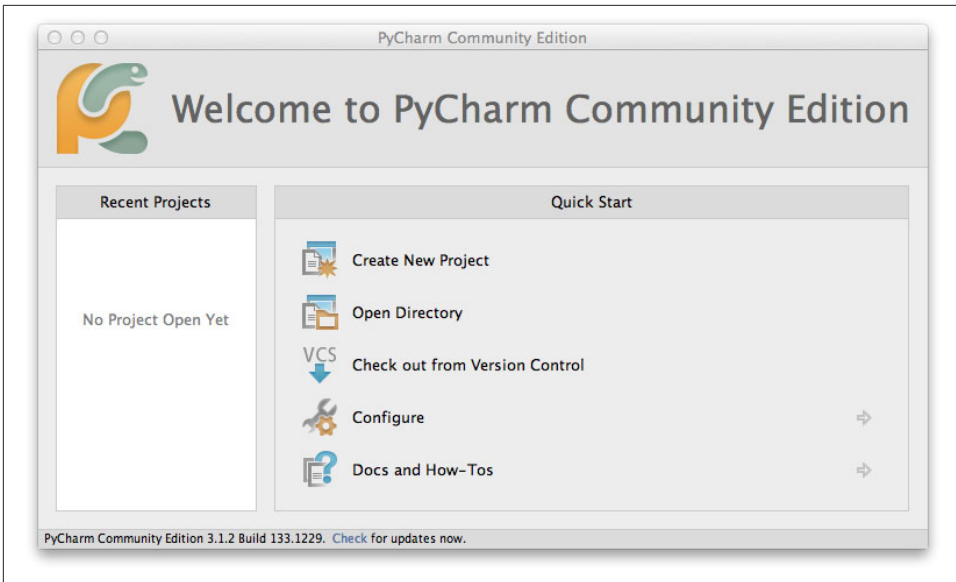 PyCharm Community Edition
Welcome to PyCharm Community Edition
Recent Projects
No Project Open Yet
Quick Start
Create New Project
Open Directory
VCS
Check out from Version Control
Configure
Docs and How-Tos
PyCharm Community Edition 3.1.2 Build 133.1229. Check for updates now.